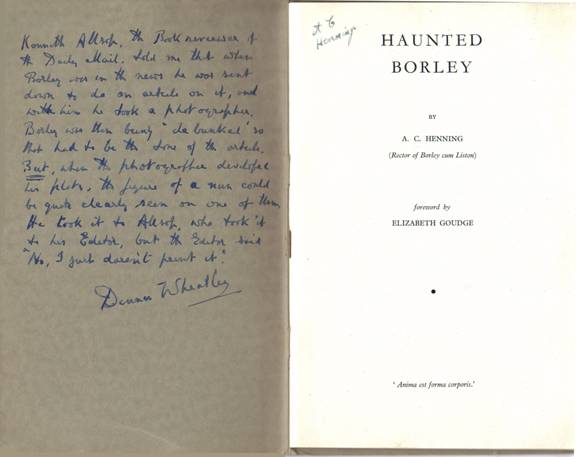 Kenneth Allsop, the Book reviewer of
the Daily Mail, told me that when
Borley was in the news he was sent
down to do an article on it, and
with him he took a photographer.
Borley was then being 'debunked' so
that had to be the tone of the article.
But, when the photographer developed
his plates, the figure of a nun could
be quite clearly seen on one of them.
He took it to Allsop, who took it
to his Editor, but the Editor said
"No, I just daren't print it."
Dennis Wheatley
A C
Henning
HAUNTED
BORLEY
BY
A. C. HENNING
(Rector of Borley cum Liston)
foreword by
ELIZABETH GOUDGE
' Anima est forma corporis.'